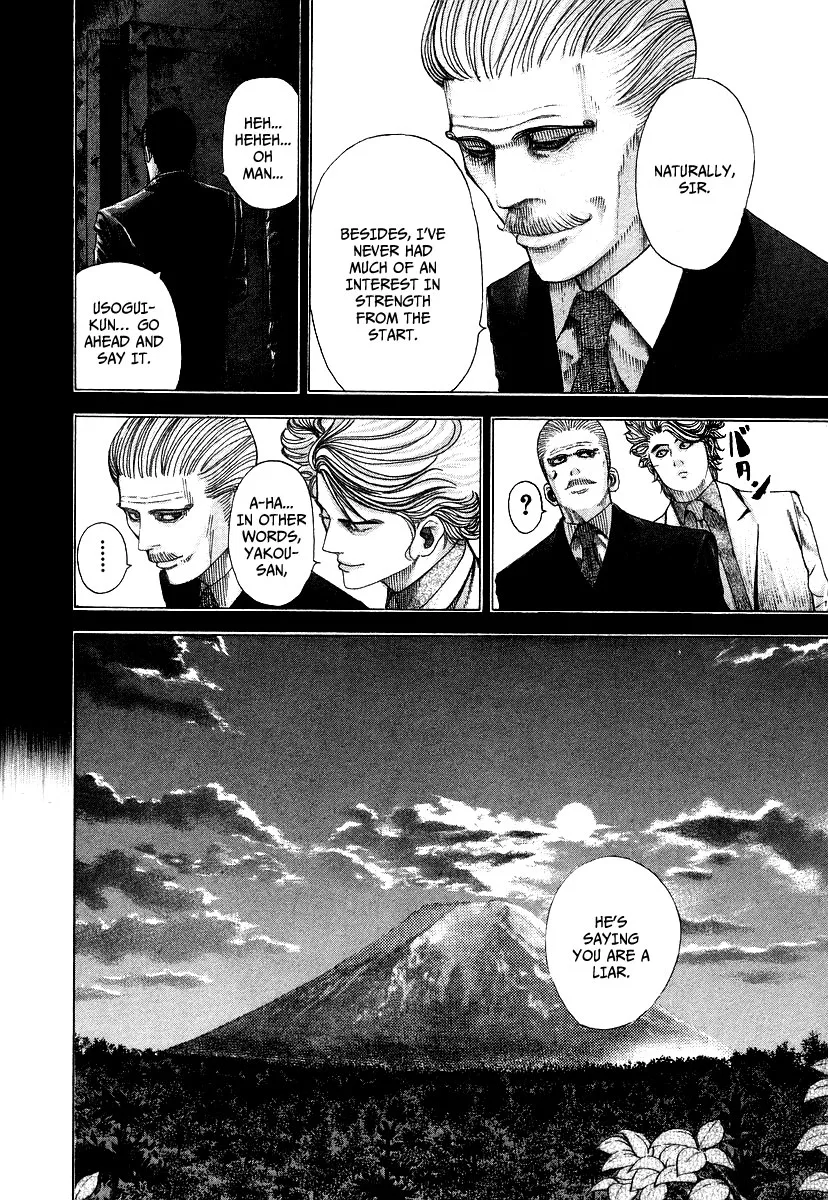 NATURALLY,
SIR.
BESIDES, I'VE
NEVER HAD
MUCH OF AN
INTEREST IN
STRENGTH
FROM THE
START.
HEH...
HEHEH...
OH
MAN...
USOGUI-
KUN... GO
AHEAD AND
SAY IT.
バタン
?
A-HA...
IN OTHER
WORDS,
YAKOU-
SAN,
......
HE'S
SAYING
YOU ARE A
LIAR.